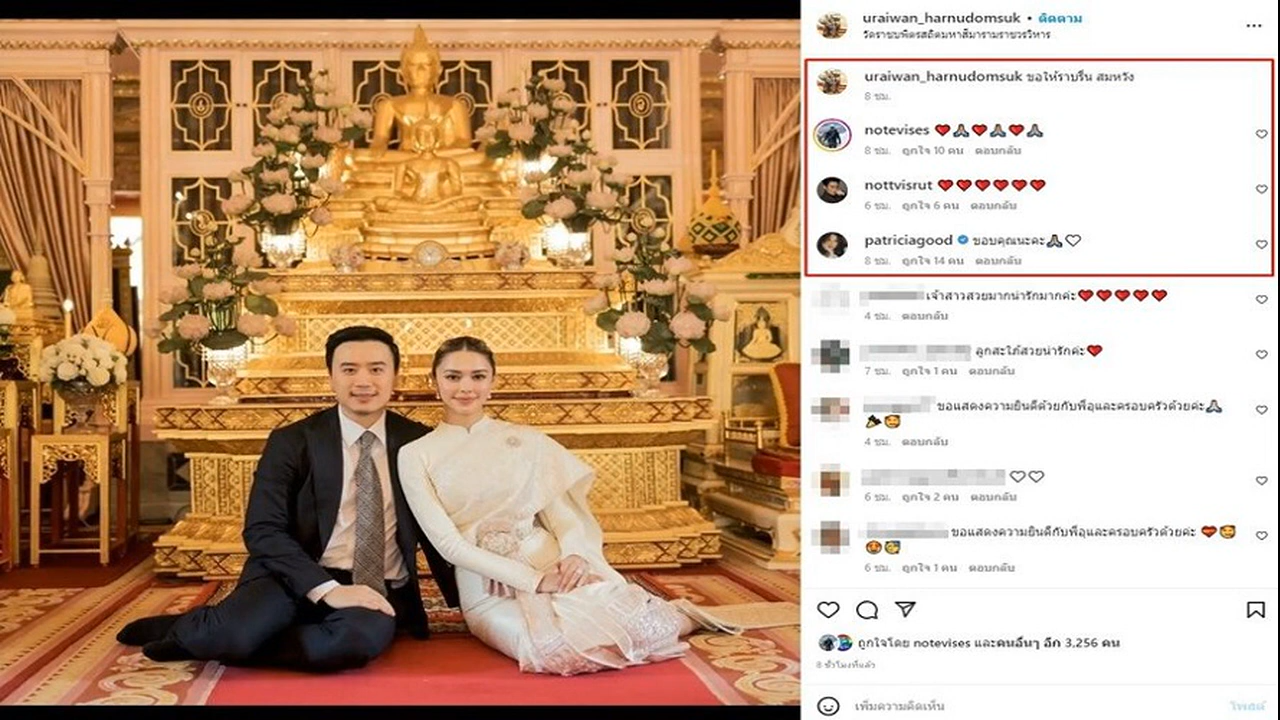 uraiwan_harnudomsuk • ติดตาม
วัดราชบพิตรสถิตมหาสีมารามราชวรวิหาร
uraiwan_harnudomsuk ขอให้ราบรื่น สมหวัง
8 ชม.
notevises ❤️🙏🏻❤️🙏🏻❤️🙏🏻
8 ชม. ถูกใจ 10 คน ตอบกลับ
nottvisrut ❤️❤️❤️❤️❤️❤️
6 ชม. ถูกใจ 6 คน ตอบกลับ
patriciagood ขอบคุณนะคะ🙏🏻🤍
8 ชม. ถูกใจ 14 คน ตอบกลับ
เจ้าสาวสวยมากน่ารักมากค่ะ❤️❤️❤️❤️❤️
4 ชม. ตอบกลับ
ลูกสะใภ้สวยน่ารักค่ะ❤️
7 ชม. ถูกใจ 1 คน ตอบกลับ
ขอแสดงความยินดีด้วยกับพี่อุและครอบครัวด้วยค่ะ🙏🏻
🎉🥰
4 ชม. ตอบกลับ
🤍🤍
6 ชม. ถูกใจ 2 คน ตอบกลับ
ขอแสดงความยินดีกับพี่อุและครอบครัวด้วยค่ะ ❤️🥰
6 ชม. ถูกใจ 1 คน ตอบกลับ
ถูกใจโดย notevises และคนอื่นๆ อีก 3,256 คน
8 ชั่วโมงที่แล้ว
เพิ่มความคิดเห็น
โพสต์